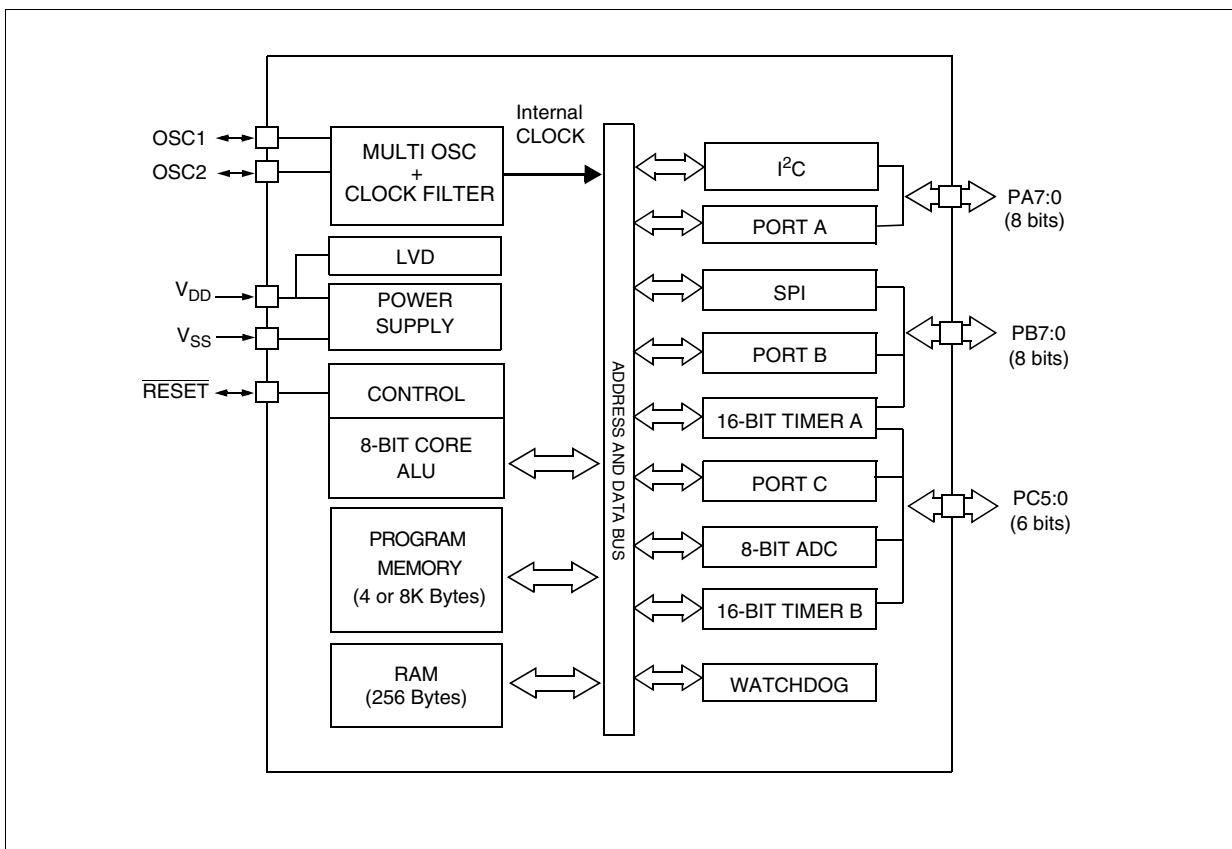 OSC1
OSC2
V_DD
V_SS
RESET
MULTI OSC
+
CLOCK FILTER
LVD
POWER
SUPPLY
CONTROL
8-BIT CORE
ALU
PROGRAM
MEMORY
(4 or 8K Bytes)
RAM
(256 Bytes)
Internal
CLOCK
ADDRESS AND DATA BUS
I²C
PORT A
SPI
PORT B
16-BIT TIMER A
PORT C
8-BIT ADC
16-BIT TIMER B
WATCHDOG
PA7:0
(8 bits)
PB7:0
(8 bits)
PC5:0
(6 bits)